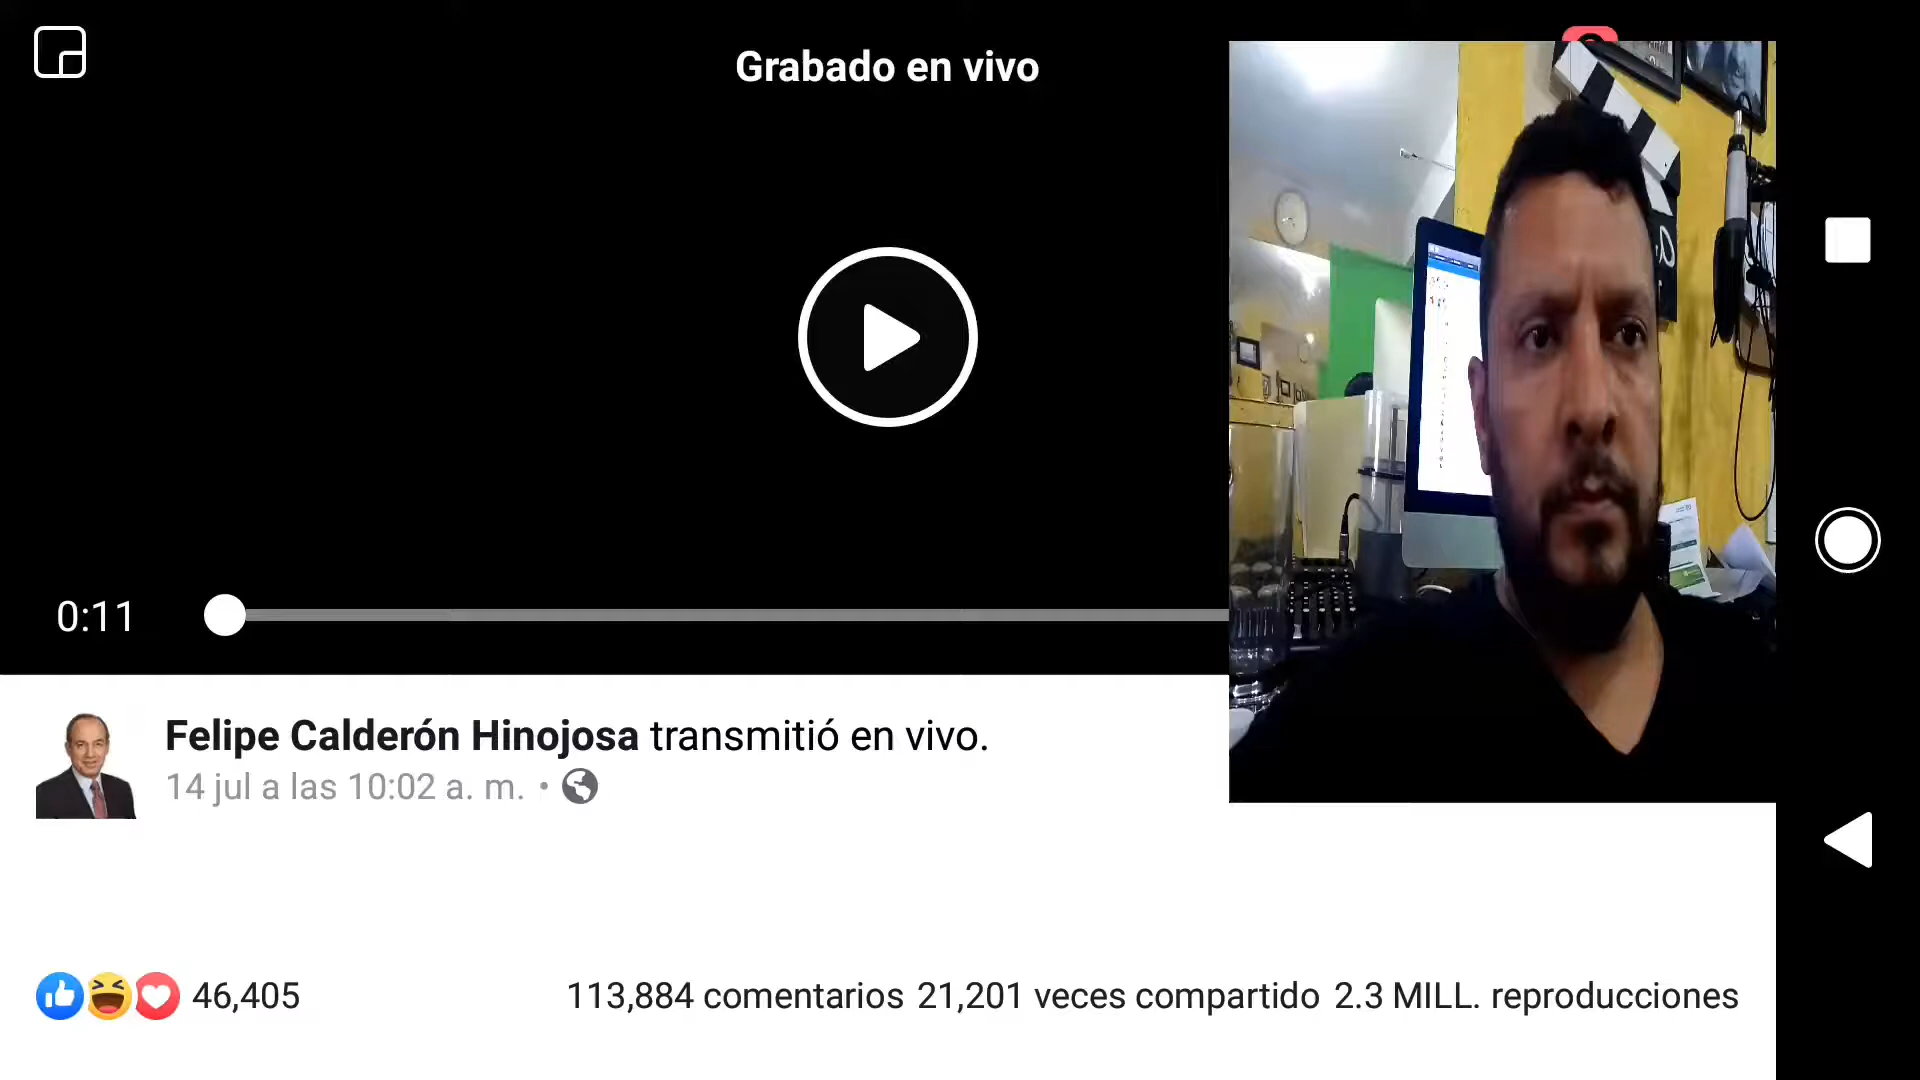 Grabado en vivo
0:11
Felipe Calderón Hinojosa transmitió en vivo.
14 jul a las 10:02 a. m. ·
46,405 113,884 comentarios 21,201 veces compartido 2.3 MILL. reproducciones